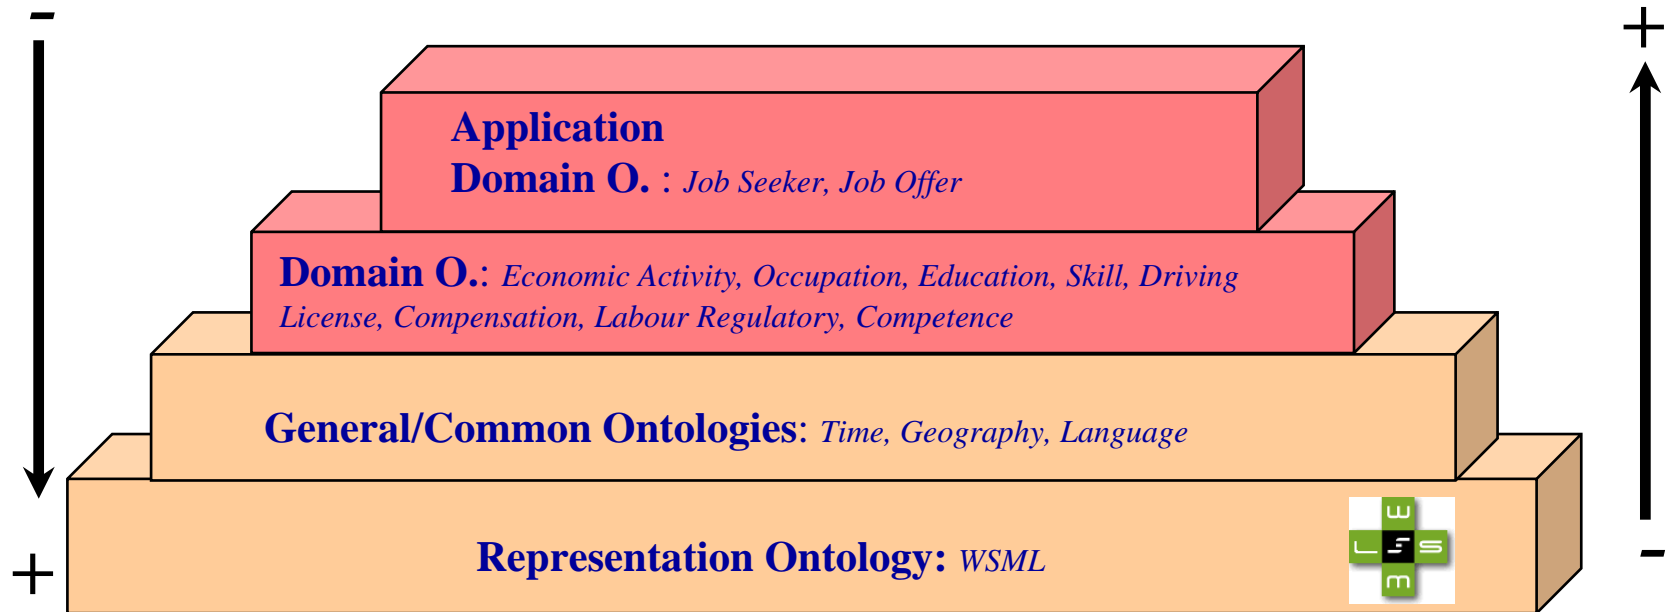 -
+
Application
Domain O. : Job Seeker, Job Offer
Domain O.: Economic Activity, Occupation, Education, Skill, Driving
License, Compensation, Labour Regulatory, Competence
General/Common Ontologies: Time, Geography, Language
Representation Ontology: WSML
W
L S
M
+
-